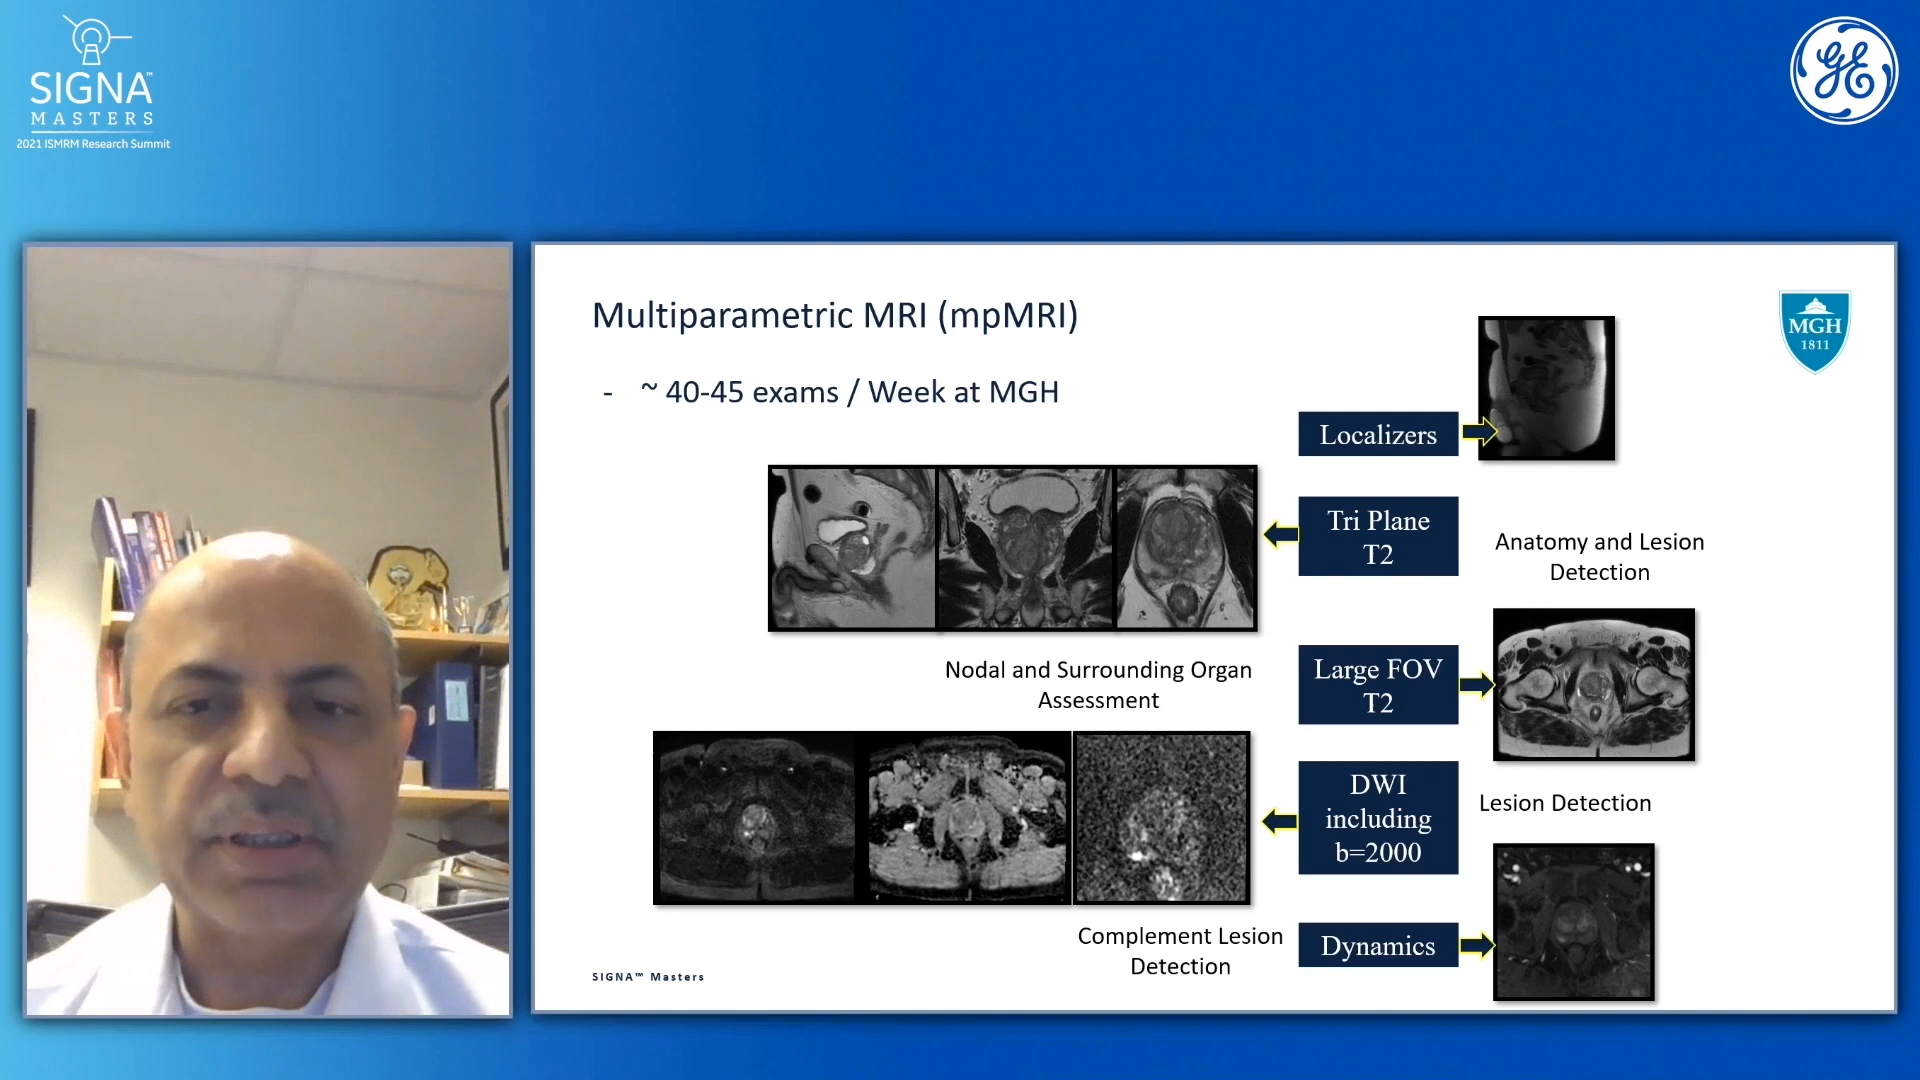 SIGNA™
MASTERS
2021 ISMRM Research Summit
GE
Multiparametric MRI (mpMRI)
MGH
1811
- ~ 40-45 exams / Week at MGH
Localizers
Tri Plane
T2
Anatomy and Lesion
Detection
Nodal and Surrounding Organ
Assessment
Large FOV
T2
DWI
including
b=2000
Lesion Detection
Complement Lesion
Detection
Dynamics
SIGNA™ Masters